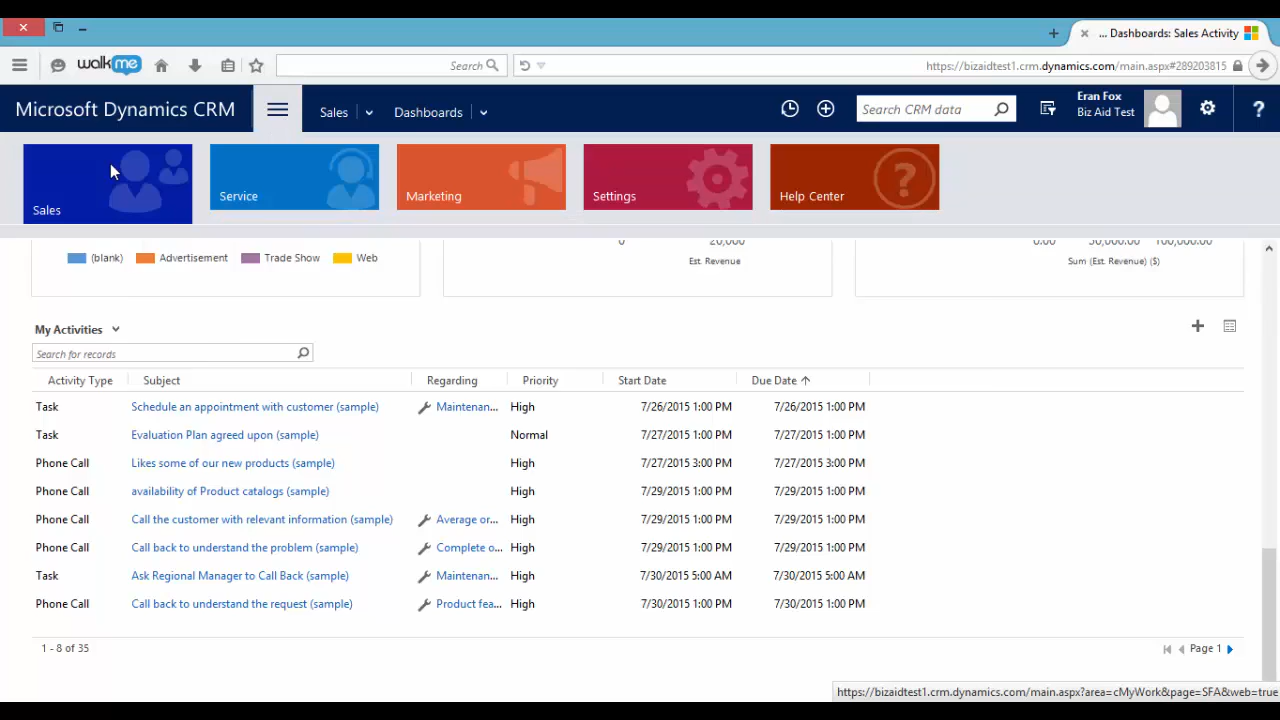 ... Dashboards: Sales Activity
walkme
Search
https://bizaidtest1.crm.dynamics.com/main.aspx#289203815
Microsoft Dynamics CRM
Sales
Dashboards
Search CRM data
Eran Fox
Biz Aid Test
?
Sales
Service
Marketing
Settings
Help Center
?
0 20,000 0.00 50,000.00 100,000.00
(blank) Advertisement Trade Show Web
Est. Revenue
Sum (Est. Revenue) ($)
My Activities
Search for records
Activity Type Subject Regarding Priority Start Date Due Date
Task Schedule an appointment with customer (sample) Maintenan... High 7/26/2015 1:00 PM 7/26/2015 1:00 PM
Task Evaluation Plan agreed upon (sample) Normal 7/27/2015 1:00 PM 7/27/2015 1:00 PM
Phone Call Likes some of our new products (sample) High 7/27/2015 3:00 PM 7/27/2015 3:00 PM
Phone Call availability of Product catalogs (sample) High 7/29/2015 1:00 PM 7/29/2015 1:00 PM
Phone Call Call the customer with relevant information (sample) Average or... High 7/29/2015 1:00 PM 7/29/2015 1:00 PM
Phone Call Call back to understand the problem (sample) Complete o... High 7/29/2015 1:00 PM 7/29/2015 1:00 PM
Task Ask Regional Manager to Call Back (sample) Maintenan... High 7/30/2015 5:00 AM 7/30/2015 5:00 AM
Phone Call Call back to understand the request (sample) Product fea... High 7/30/2015 1:00 PM 7/30/2015 1:00 PM
1 - 8 of 35
Page 1
https://bizaidtest1.crm.dynamics.com/main.aspx?area=cMyWork&page=SFA&web=true